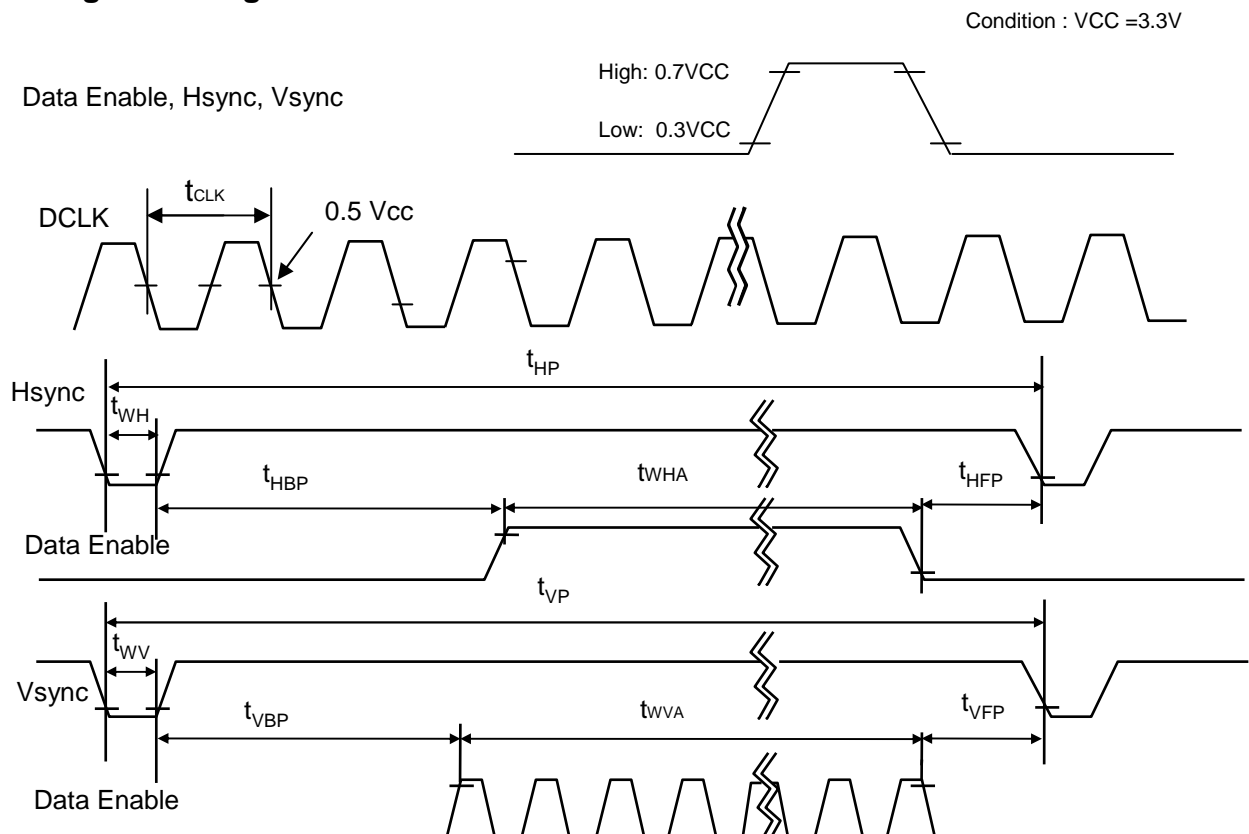 Condition : VCC =3.3V
High: 0.7VCC
Data Enable, Hsync, Vsync
Low: 0.3VCC
tCLK
DCLK
0.5 Vcc
tHP
Hsync
tWH
tHBP
tWHA
tHFP
Data Enable
tVP
tWV
Vsync
tVBP
tWVA
tVFP
Data Enable